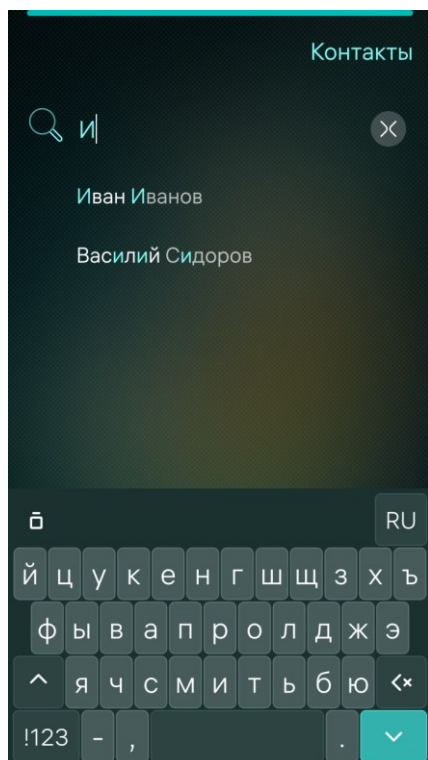 Контакты
И
Иван Иванов
Василий Сидоров
RU
й ц у к е н г ш щ з х ъ
ф ы в а п р о л д ж э
я ч с м и т ь б ю
!123 - , .